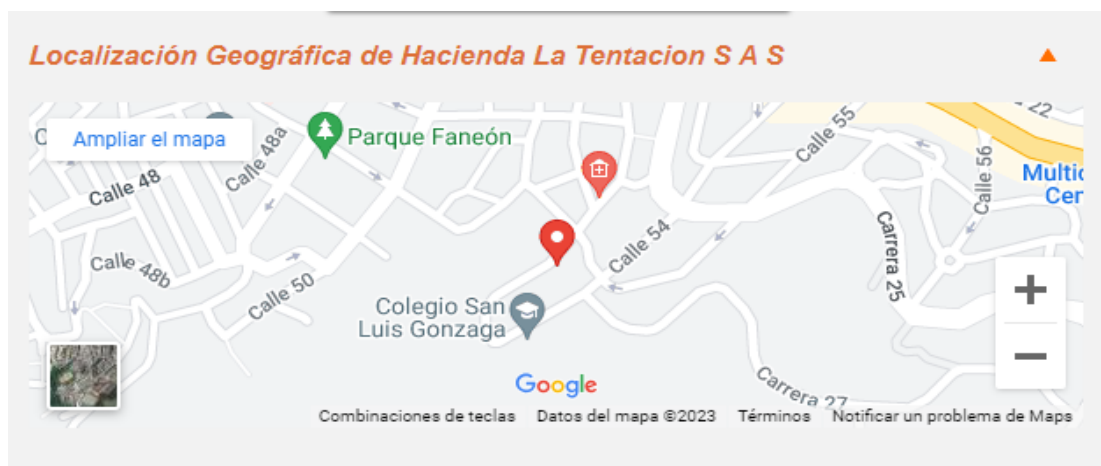 Localización Geográfica de Hacienda La Tentacion S A S
Ampliar el mapa
Calle 48a
Parque Faneón
Calle 55
22
Calle 56
Calle 48
Multic
Cer
Calle 54
Carrera 25
Calle 48b
Calle 50
Colegio San
Luis Gonzaga
Google
Carrera 27
Combinaciones de teclas
Datos del mapa ©2023
Términos
Notificar un problema de Maps